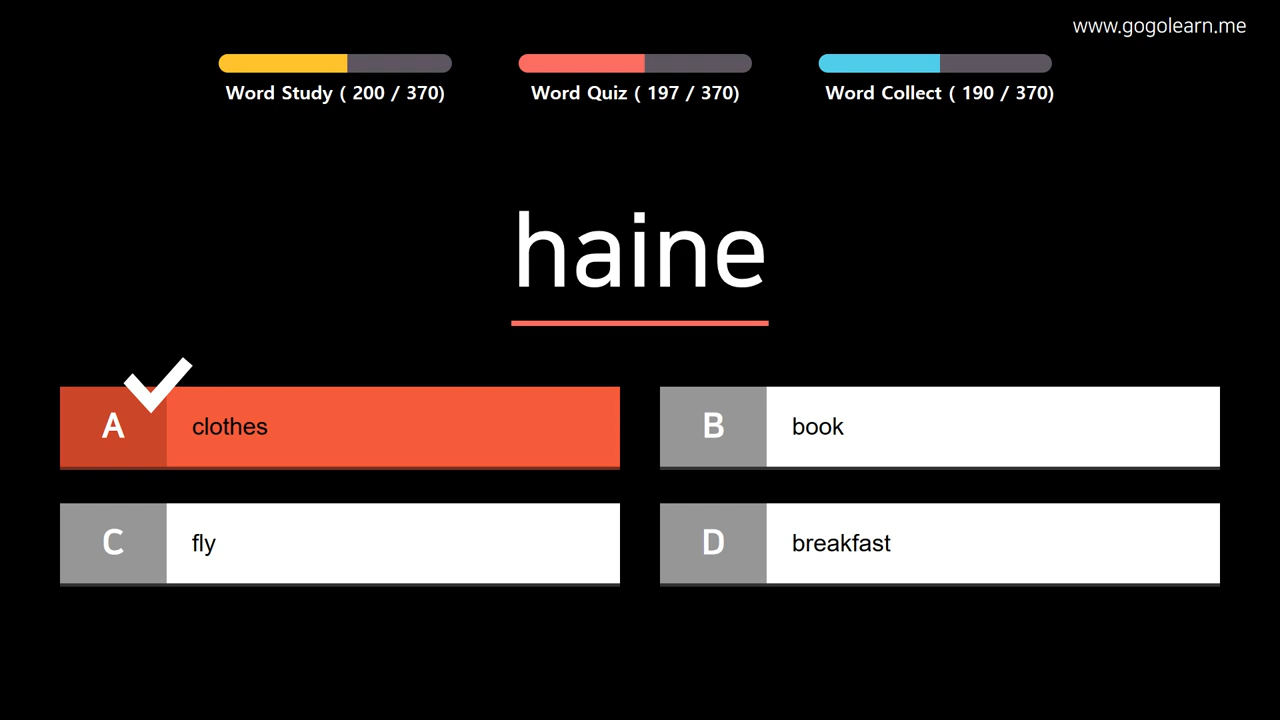 www.gogolearn.me
Word Study ( 200 / 370)
Word Quiz ( 197 / 370)
Word Collect ( 190 / 370)
haine
A clothes
B book
C fly
D breakfast